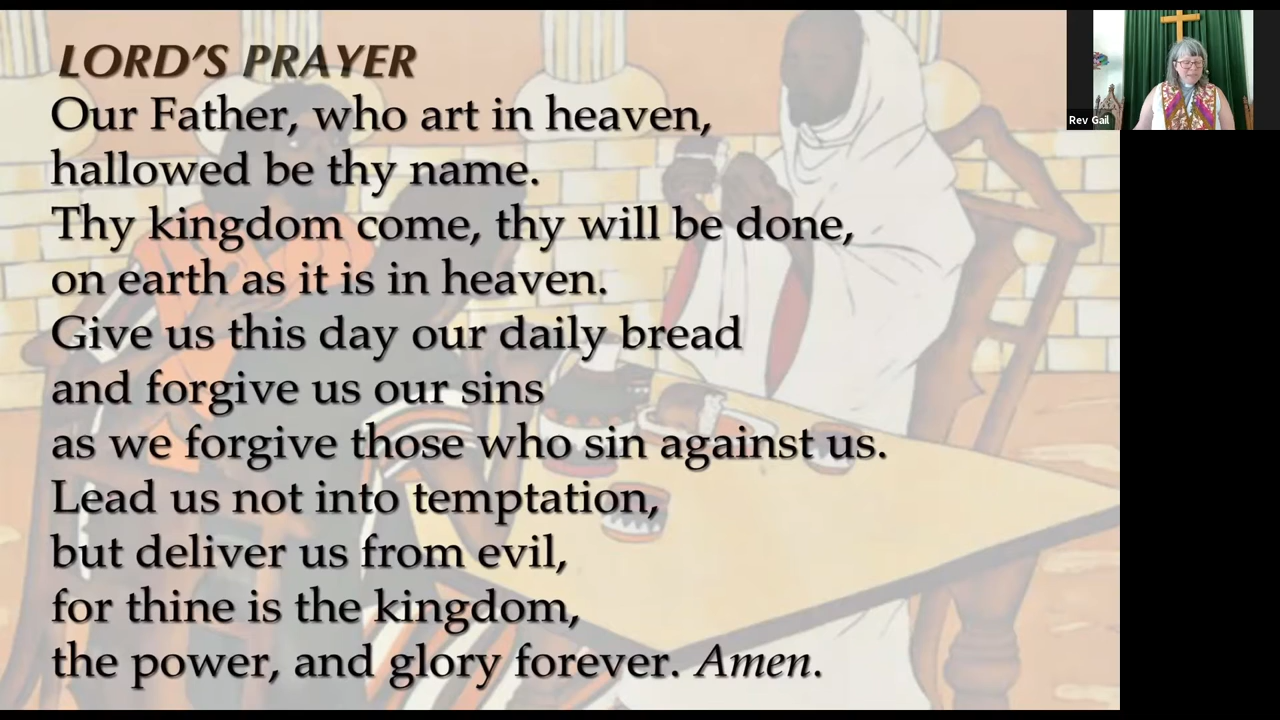 LORD'S PRAYER
Our Father, who art in heaven,
hallowed be thy name.
Thy kingdom come, thy will be done,
on earth as it is in heaven.
Give us this day our daily bread
and forgive us our sins
as we forgive those who sin against us.
Lead us not into temptation,
but deliver us from evil,
for thine is the kingdom,
the power, and glory forever. Amen.
Rev Gail